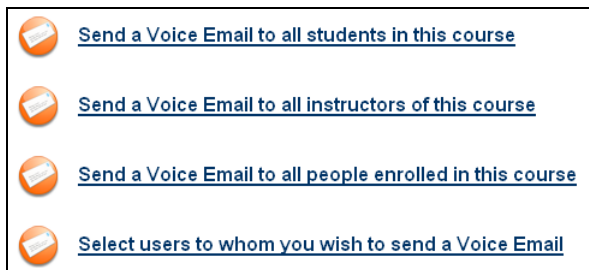 Send a Voice Email to all students in this course
Send a Voice Email to all instructors of this course
Send a Voice Email to all people enrolled in this course
Select users to whom you wish to send a Voice Email